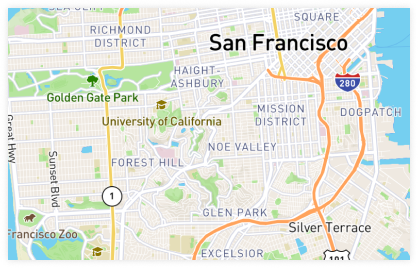 SQUARE
RICHMOND
DISTRICT
San Francisco
HAIGHT-
ASHBURY
280
Golden Gate Park
University of California
MISSION
DISTRICT
DOGPATCH
Great Hwy
Sunset Blvd
NOE VALLEY
FOREST HILL
1
GLEN PARK
Silver Terrace
Francisco Zoo
EXCELSIOR
101